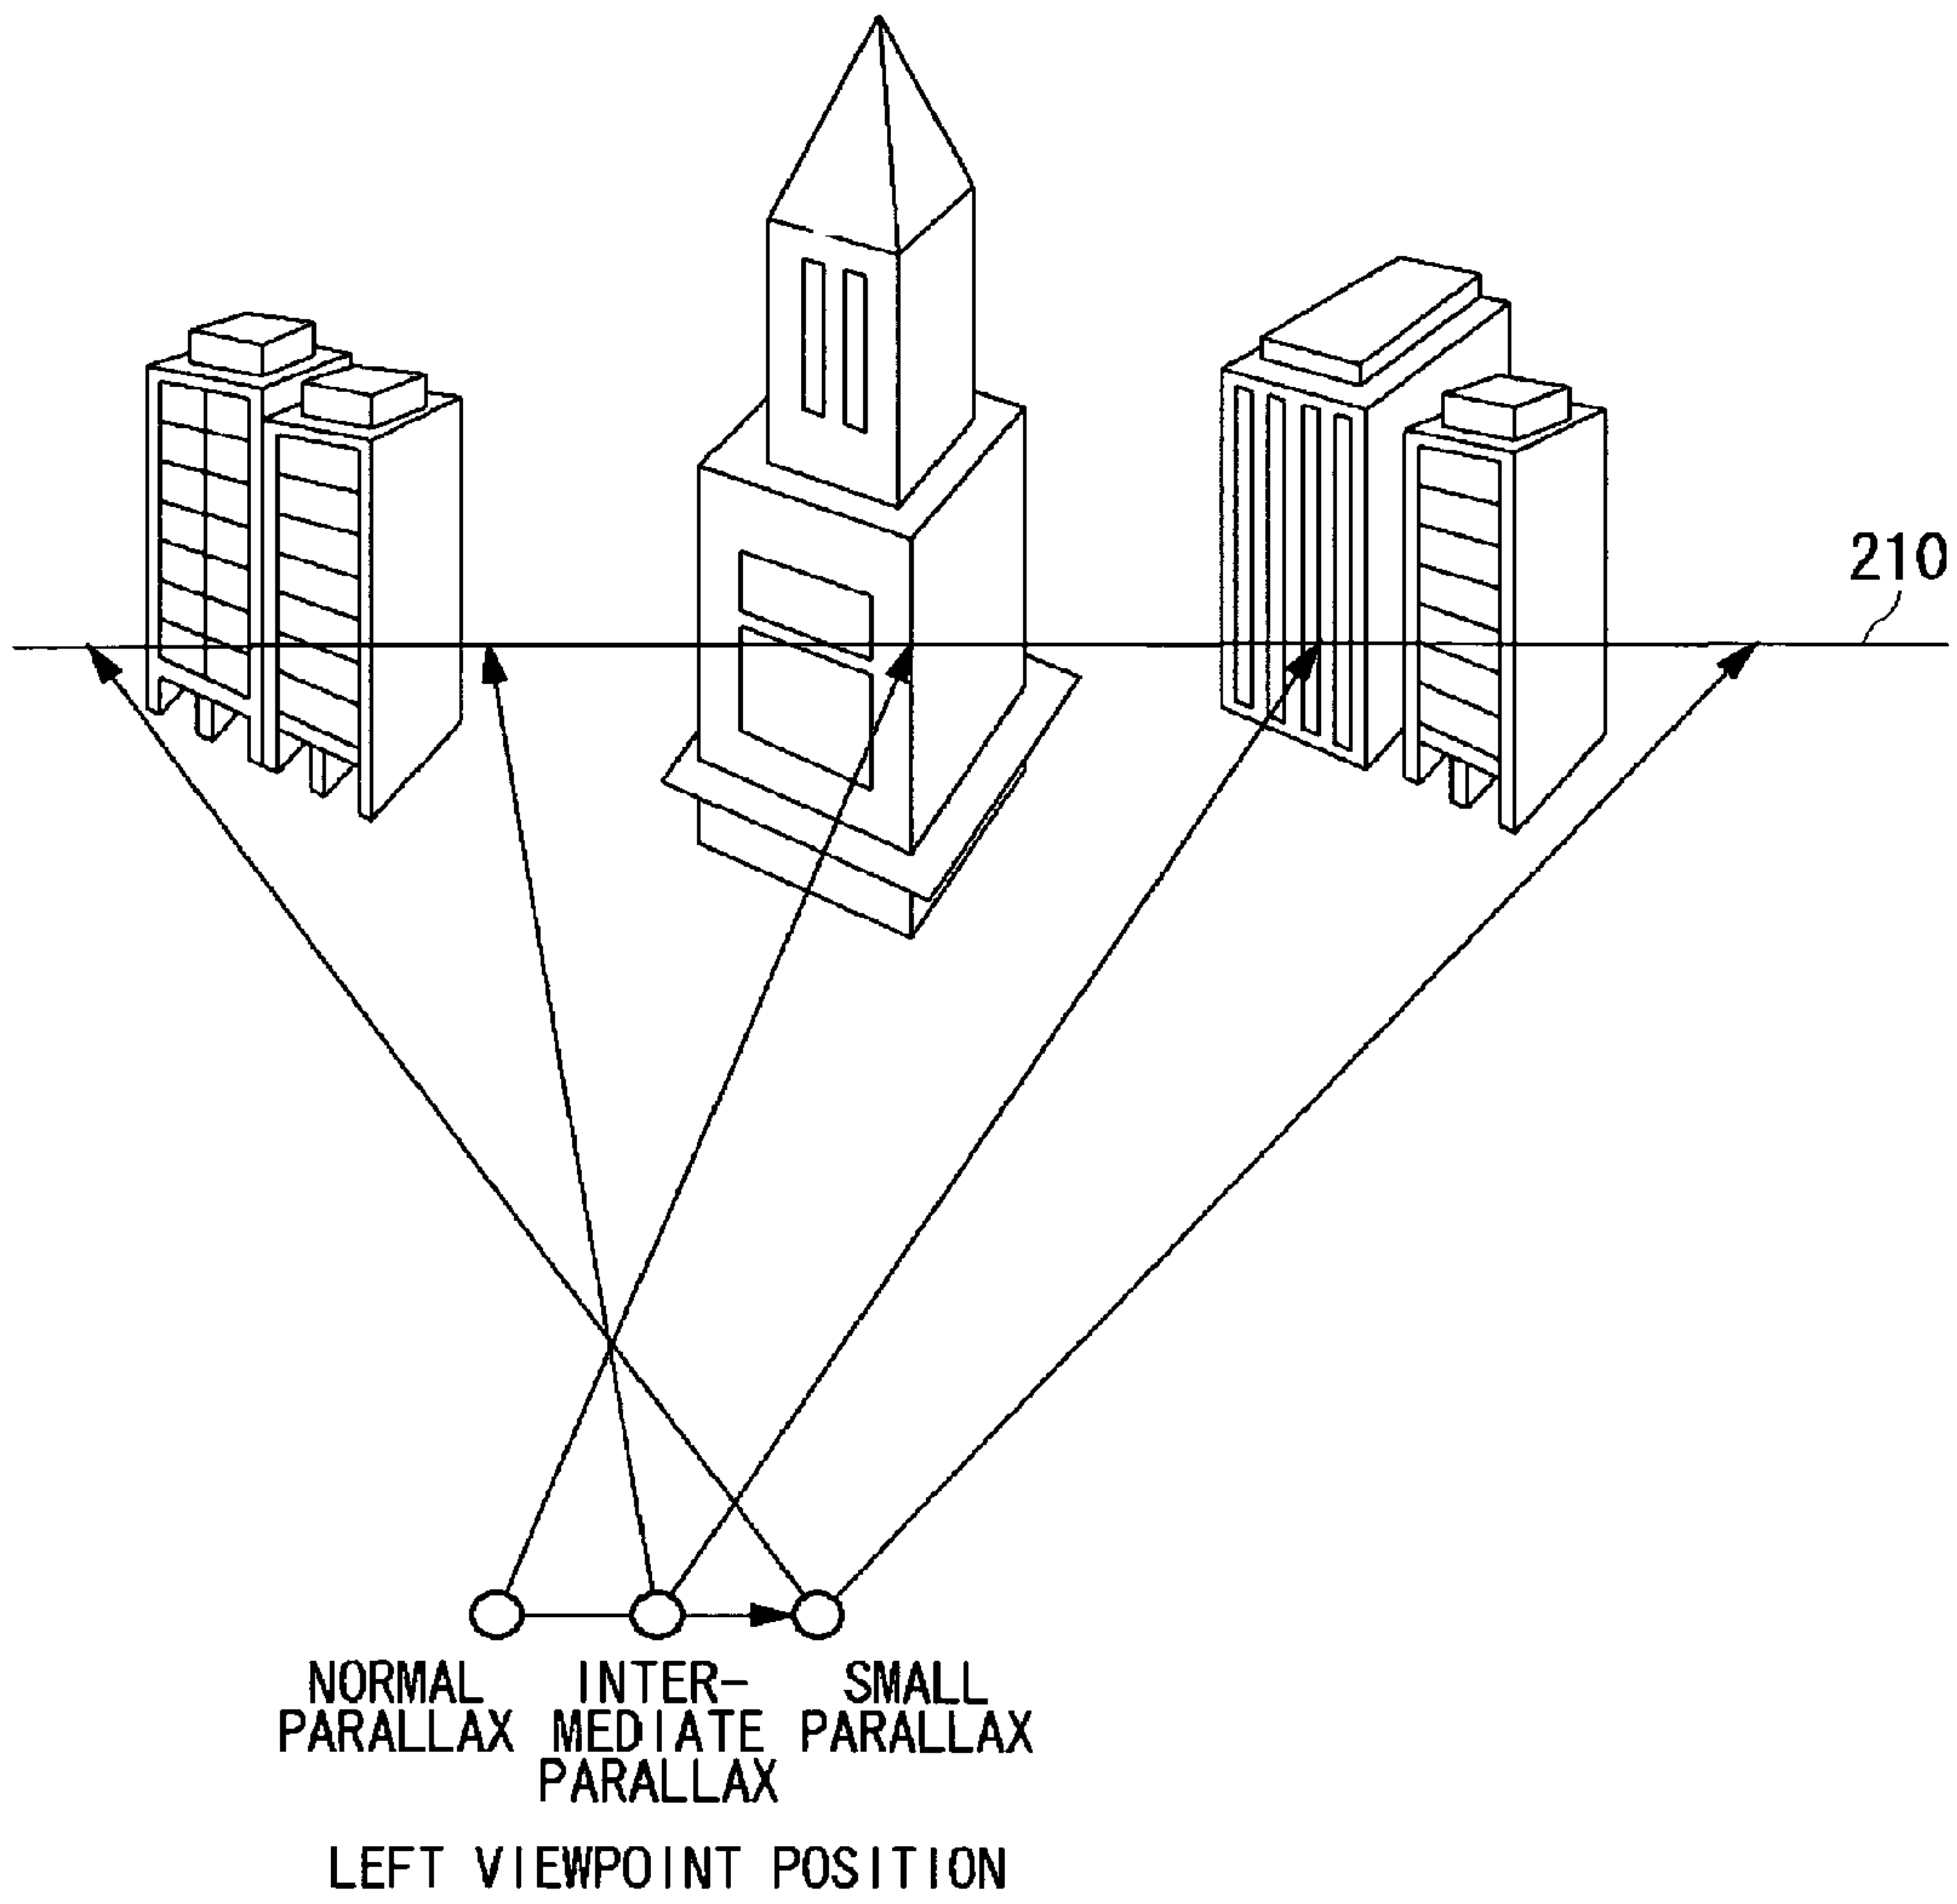 210
NORMAL INTER- SMALL
PARALLAX MEDIATE PARALLAX
PARALLAX
LEFT VIEWPOINT POSITION